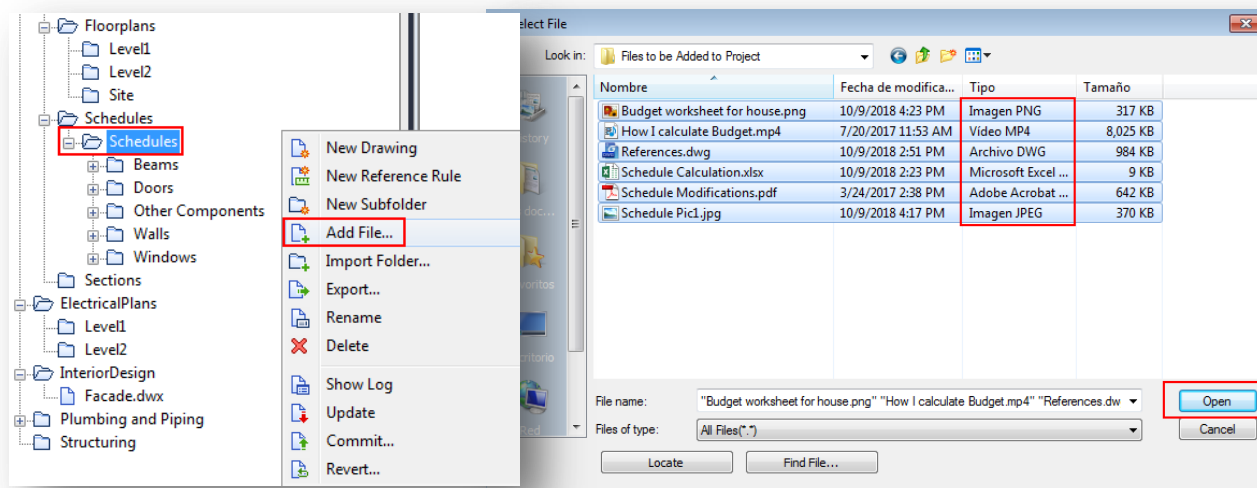 Floorplans
Level1
Level2
Site
Schedules
Schedules
Beams
Doors
Other Components
Walls
Windows
Sections
ElectricalPlans
Level1
Level2
InteriorDesign
Facade.dwx
Plumbing and Piping
Structuring
New Drawing
New Reference Rule
New Subfolder
Add File...
Import Folder...
Export...
Rename
Delete
Show Log
Update
Commit...
Revert...
elect File
Look in: Files to be Added to Project
Nombre Fecha de modifica... Tipo Tamaño
Budget worksheet for house.png 10/9/2018 4:23 PM Imagen PNG 317 KB
How I calculate Budget.mp4 7/20/2017 11:53 AM Vídeo MP4 8,025 KB
References.dwg 10/9/2018 2:51 PM Archivo DWG 984 KB
Schedule Calculation.xlsx 10/9/2018 2:23 PM Microsoft Excel ... 9 KB
Schedule Modifications.pdf 3/24/2017 2:38 PM Adobe Acrobat ... 642 KB
Schedule Pic1.jpg 10/9/2018 4:17 PM Imagen JPEG 370 KB
story
doc...
voritos
critorio
Red
File name: "Budget worksheet for house.png" "How I calculate Budget.mp4" "References.dw Open
Files of type: All Files(*.*) Cancel
Locate Find File...